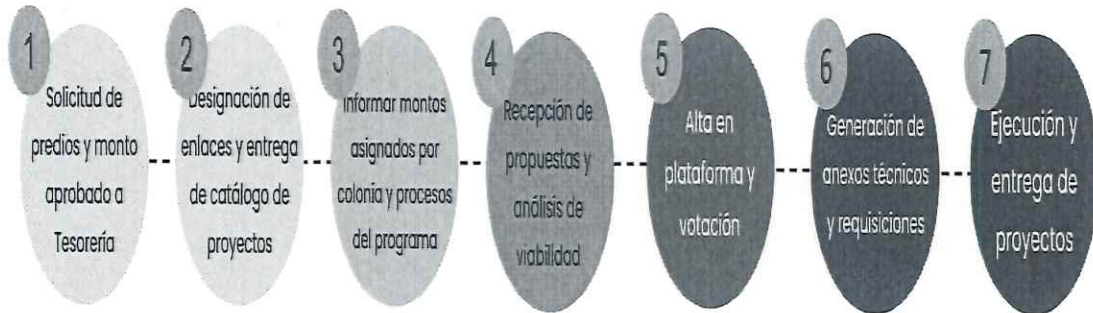 1
Solicitud de
predios y monto
aprobado a
Tesorería
2
Designación de
enlaces y entrega
de catálogo de
proyectos
3
Informar montos
asignados por
colonia y procesos
del programa
4
Recepción de
propuestas y
análisis de
viabilidad
5
Alta en
plataforma y
votación
6
Generación de
anexos técnicos
y requisiciones
7
Ejecución y
entrega de
proyectos